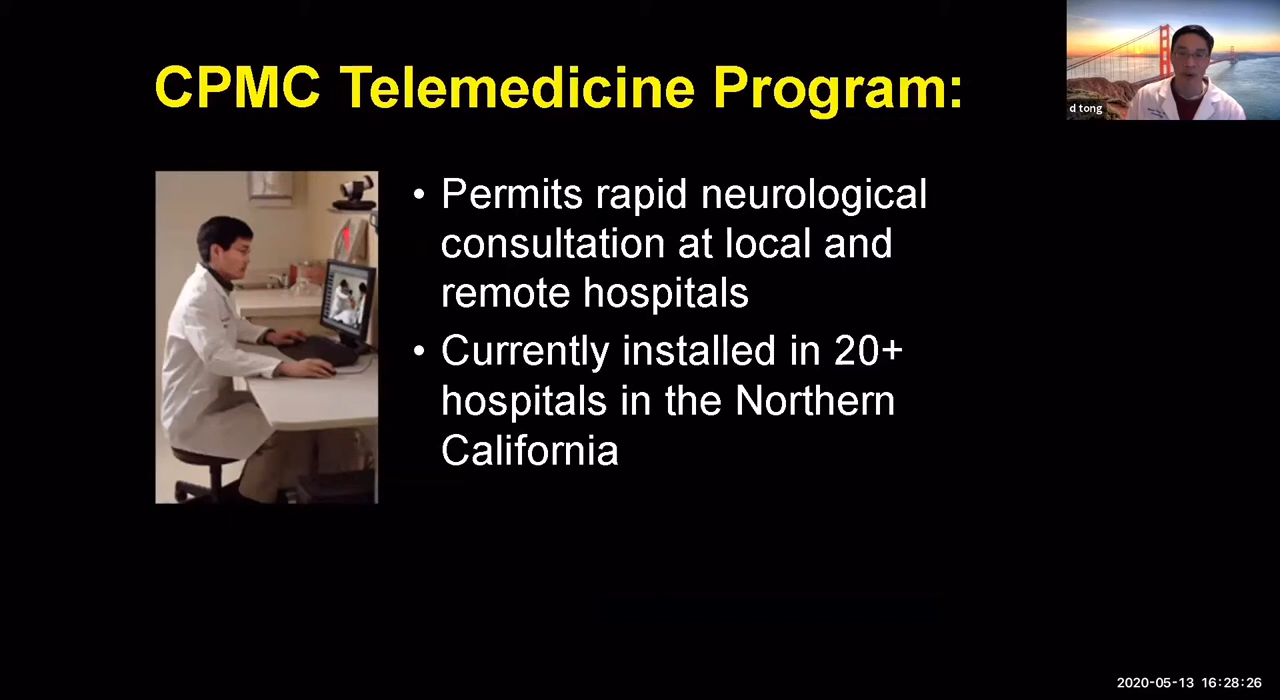 CPMC Telemedicine Program:
d tong
• Permits rapid neurological
consultation at local and
remote hospitals
• Currently installed in 20+
hospitals in the Northern
California
2020-05-13 16:28:26